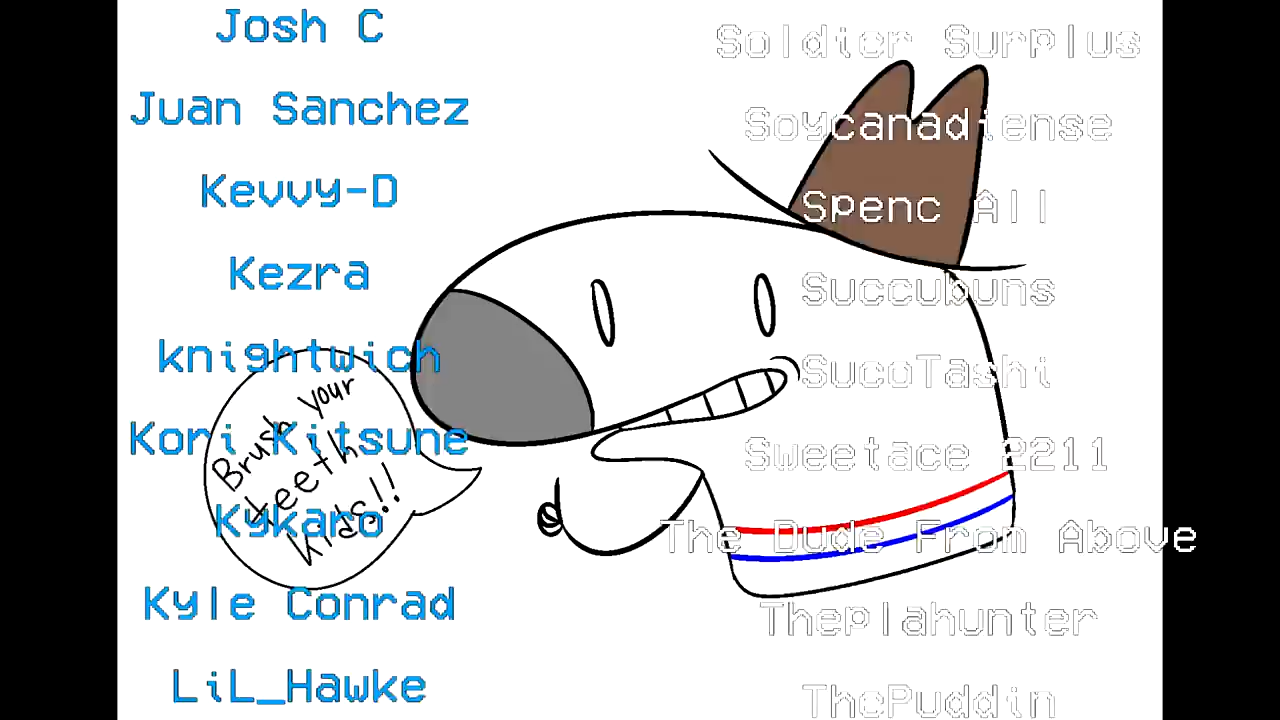 Josh C
Juan Sanchez
Kevvy-D
Kezra
knightwich
Kori Kitsune
Kykaro
Kyle Conrad
LiL_Hawke
Brush your
teeth
kids!!
Soldier Surplus
Soycanadiense
Spenc All
Succubuns
SucoTashi
Sweetace 2211
The Dude From Above
Theplahunter
ThePuddin